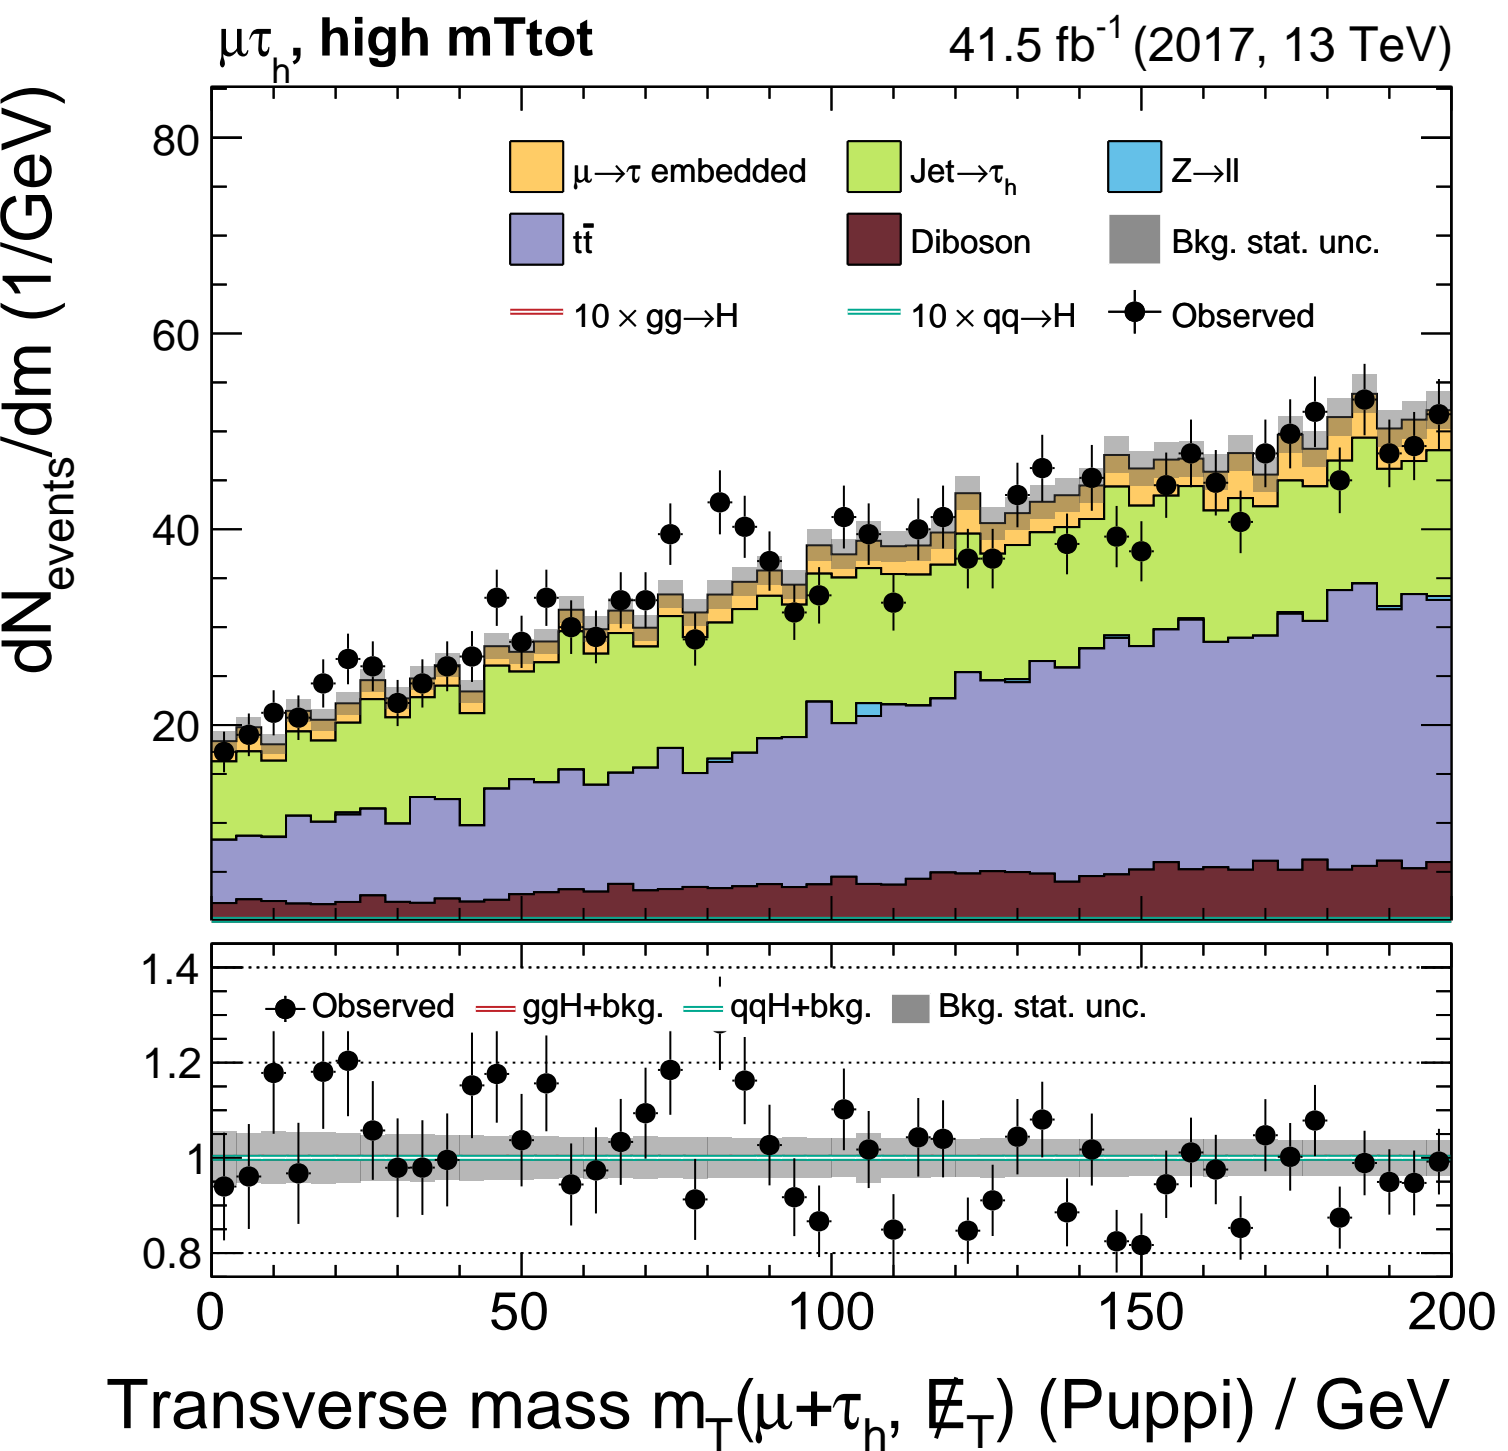 μτh, high mTtot
41.5 fb-1 (2017, 13 TeV)
dNevents/dm (1/GeV)
80
60
40
20
μ→τ embedded
Jet→τh
Z→ll
tt̄
Diboson
Bkg. stat. unc.
10 × gg→H
10 × qq→H
Observed
1.4
1.2
1
0.8
Observed
ggH+bkg.
qqH+bkg.
Bkg. stat. unc.
0
50
100
150
200
Transverse mass mT(μ+τh, E̸T) (Puppi) / GeV